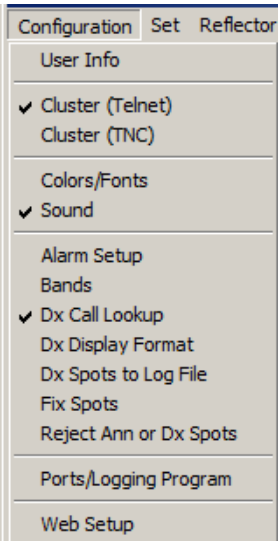 Configuration Set Reflector
User Info
Cluster (Telnet)
Cluster (TNC)
Colors/Fonts
Sound
Alarm Setup
Bands
Dx Call Lookup
Dx Display Format
Dx Spots to Log File
Fix Spots
Reject Ann or Dx Spots
Ports/Logging Program
Web Setup